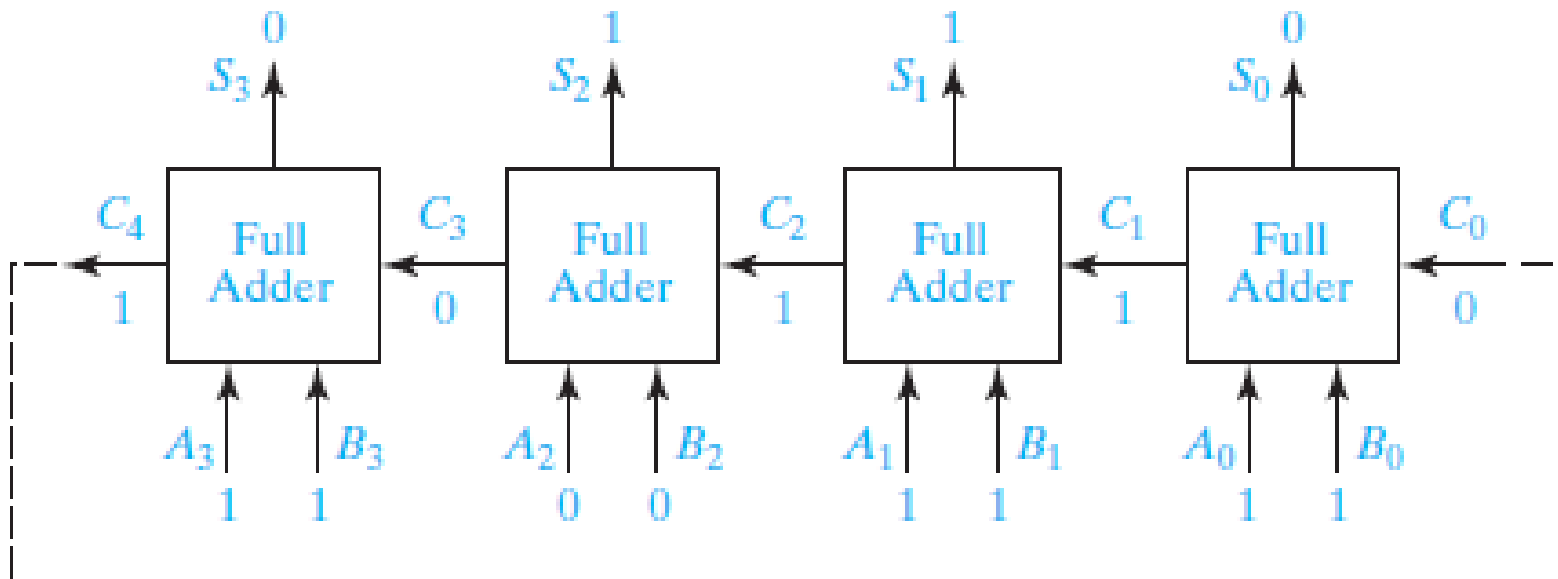 0 1 1 0
S3 S2 S1 S0
C4 C3 C2 C1 C0
Full Full Full Full
Adder Adder Adder Adder
1 0 1 1 0
A3 B3 A2 B2 A1 B1 A0 B0
1 1 0 0 1 1 1 1